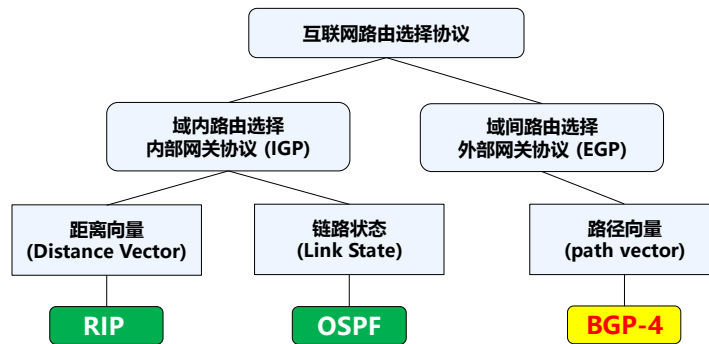 互联网路由选择协议
域内路由选择
内部网关协议 (IGP)
域间路由选择
外部网关协议 (EGP)
距离向量
(Distance Vector)
链路状态
(Link State)
路径向量
(path vector)
RIP
OSPF
BGP-4